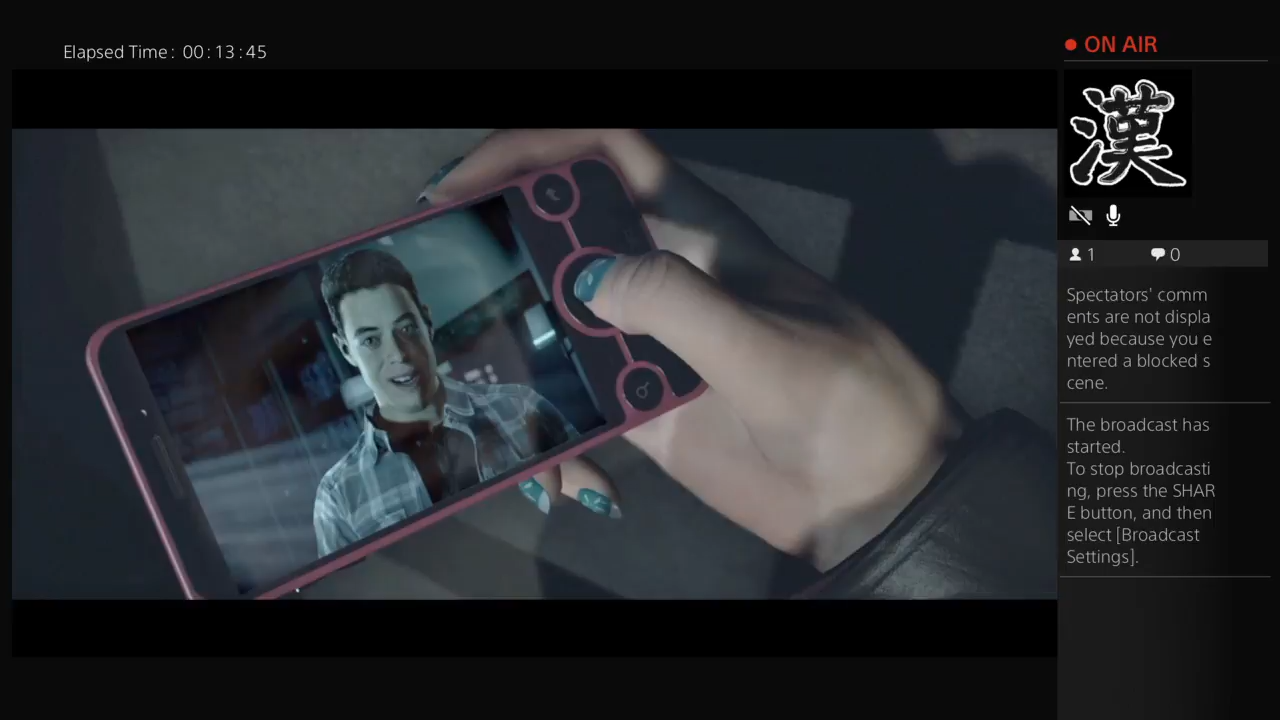 Elapsed Time: 00:13:45
ON AIR
漢
1
0
Spectators' comm
ents are not displa
yed because you e
ntered a blocked s
cene.
The broadcast has
started.
To stop broadcasti
ng, press the SHAR
E button, and then
select [Broadcast
Settings].